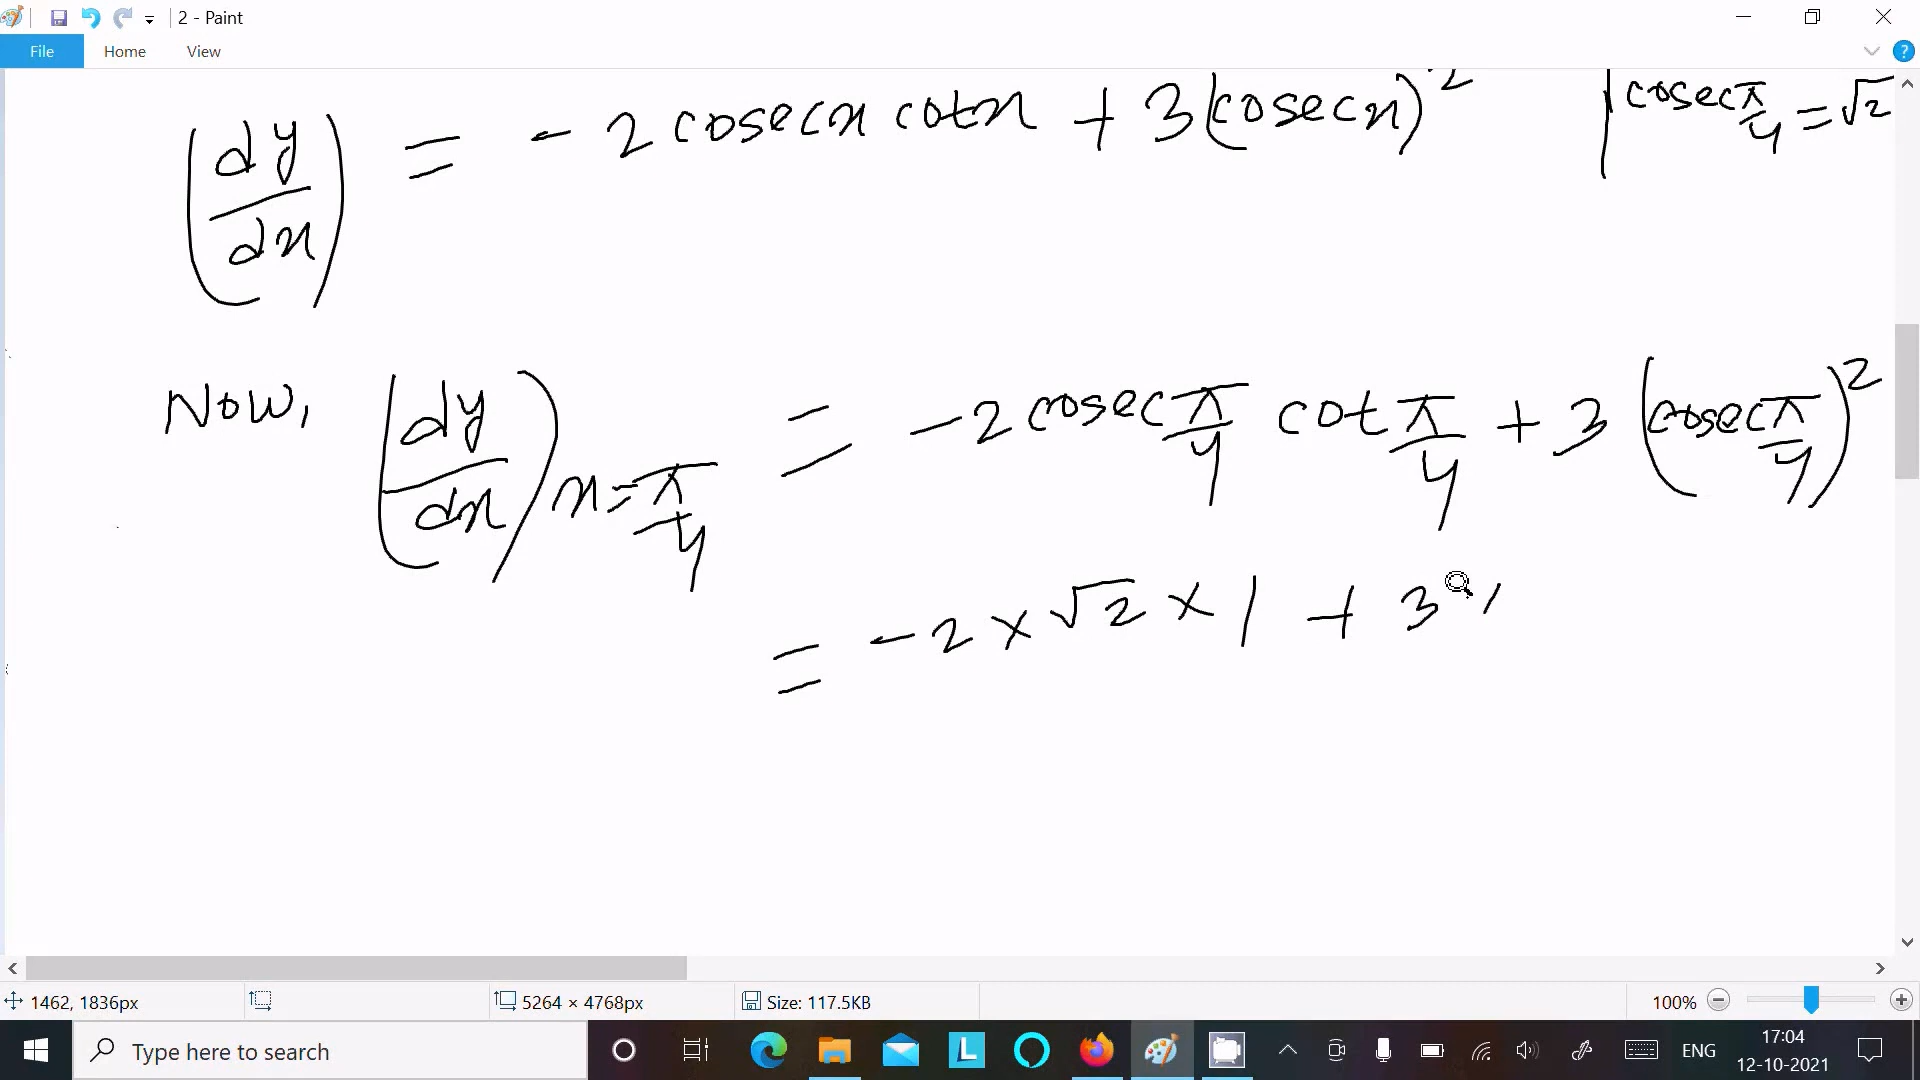 2 - Paint
File Home View
(dy/dx) = - 2 cosecx cotx + 3 (cosecx)²
cosec π/4 = √2
Now, (dy/dx) x = π/4 = - 2 cosec π/4 cot π/4 + 3 (cosec π/4)²
= - 2 × √2 × 1 + 3
1462, 1836px 5264 × 4768px Size: 117.5KB 100%
Type here to search
L
ENG
17:04
12-10-2021